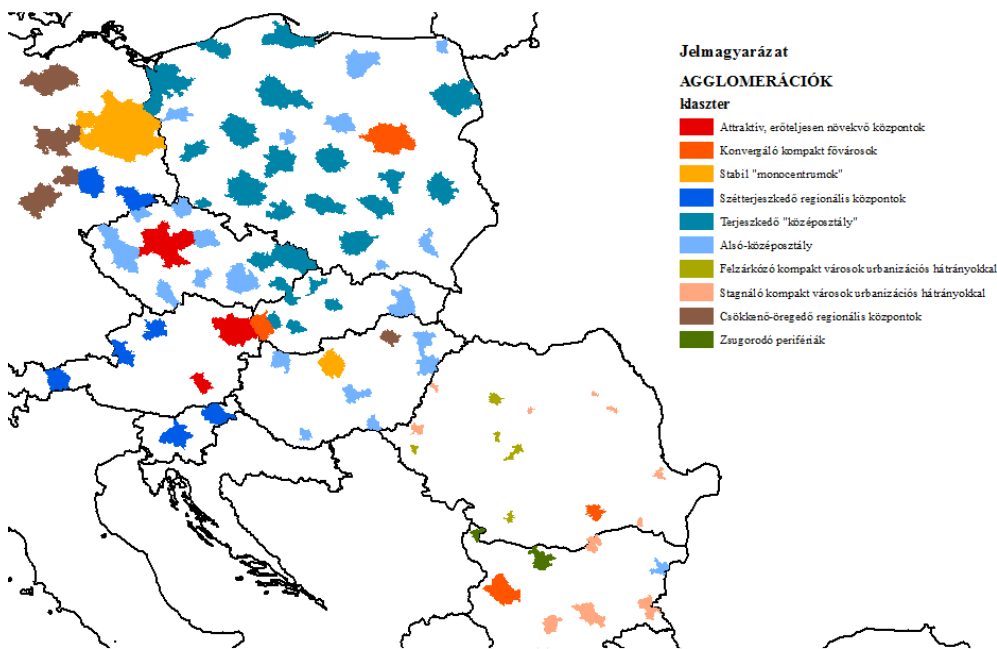 Jelmagyarázat
AGGLOMERÁCIÓK
klaszter
Attraktív, erőteljesen növekvő központok
Konvergáló kompakt fővárosok
Stabil "monocentrumok"
Szétterjeszkedő regionális központok
Terjeszkedő "középosztály"
Alsó-középosztály
Felzárkózó kompakt városok urbanizációs hátrányokkal
Stagnáló kompakt városok urbanizációs hátrányokkal
Csökkenő-öregedő regionális központok
Zsugorodó perifériák